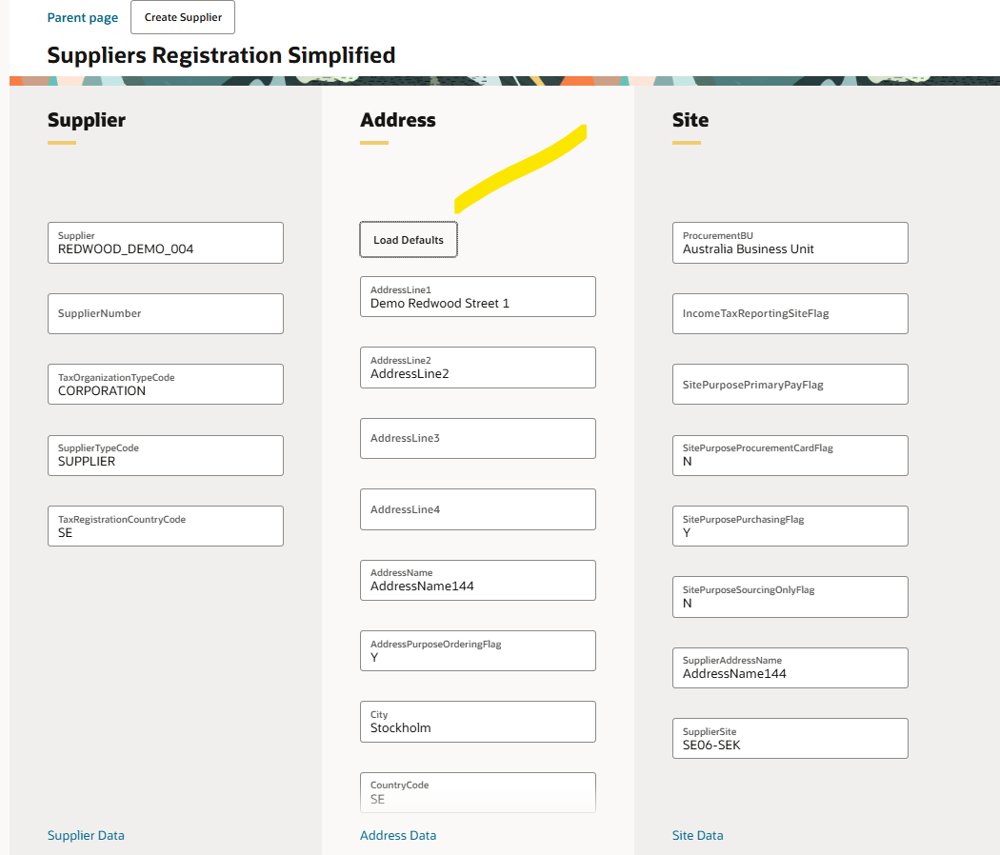 Parent page
Create Supplier
Suppliers Registration Simplified
Supplier
Supplier
REDWOOD_DEMO_004
SupplierNumber
TaxOrganizationTypeCode
CORPORATION
SupplierTypeCode
SUPPLIER
TaxRegistrationCountryCode
SE
Supplier Data
Address
Load Defaults
AddressLine1
Demo Redwood Street 1
AddressLine2
AddressLine2
AddressLine3
AddressLine4
AddressName
AddressName144
AddressPurposeOrderingFlag
Y
City
Stockholm
CountryCode
SE
Address Data
Site
ProcurementBU
Australia Business Unit
IncomeTaxReportingSiteFlag
SitePurposePrimaryPayFlag
SitePurposeProcurementCardFlag
N
SitePurposePurchasingFlag
Y
SitePurposeSourcingOnlyFlag
N
SupplierAddressName
AddressName144
SupplierSite
SE06-SEK
Site Data